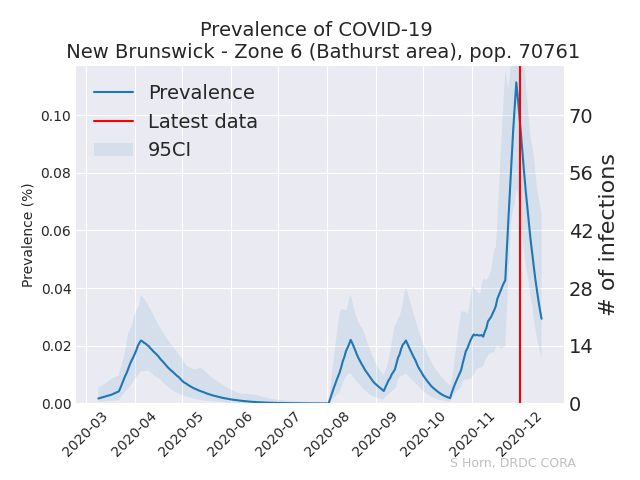 Prevalence of COVID-19
New Brunswick - Zone 6 (Bathurst area), pop. 70761
Prevalence
Latest data
95CI
Prevalence (%)
0.10
0.08
0.06
0.04
0.02
0.00
70
56
42
28
14
0
# of infections
2020-03
2020-04
2020-05
2020-06
2020-07
2020-08
2020-09
2020-10
2020-11
2020-12
S Horn, DRDC CORA